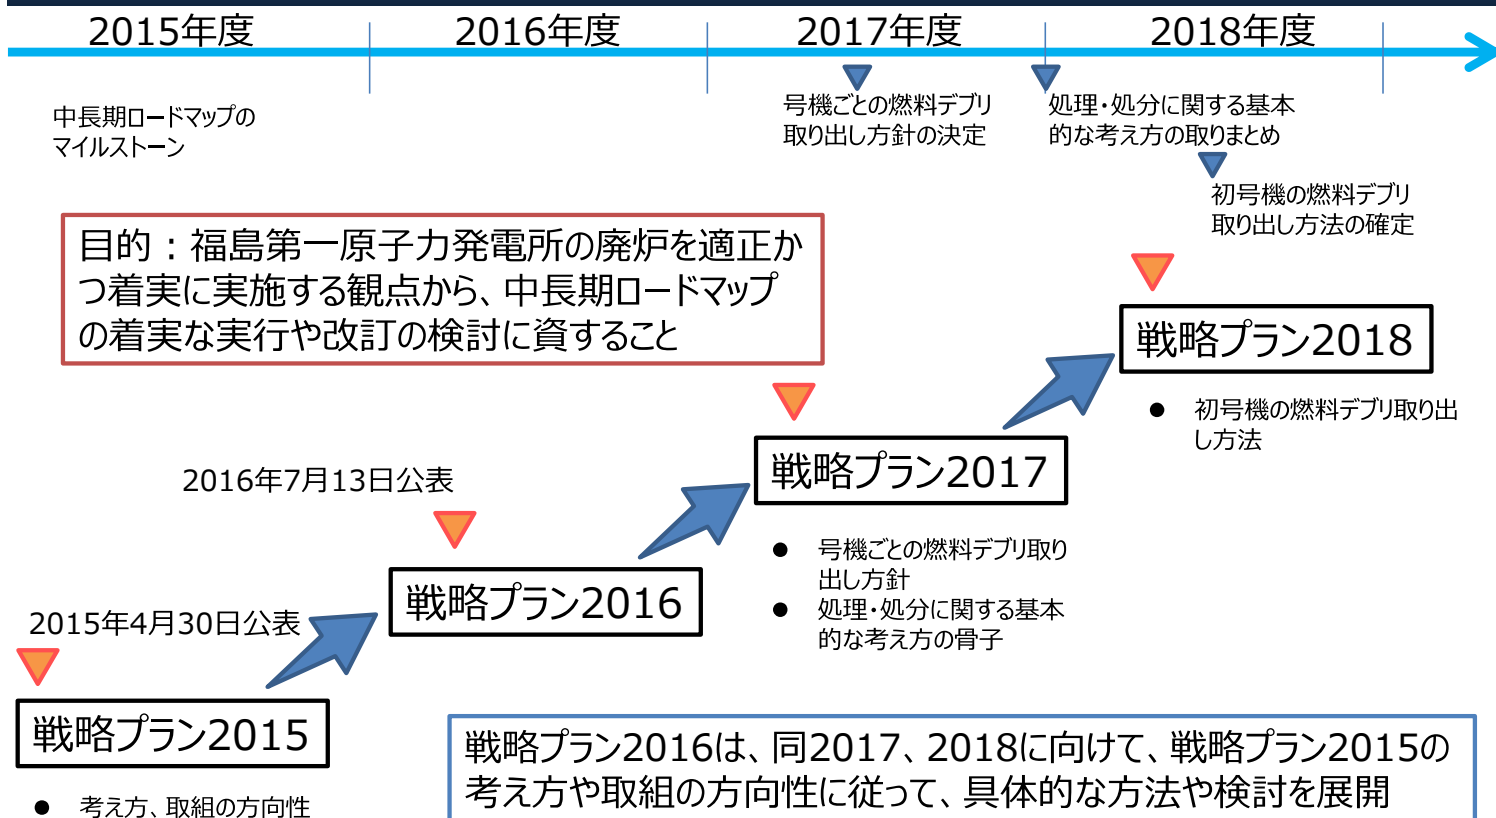 2015年度
2016年度
2017年度
2018年度
中長期ロードマップの
マイルストーン
号機ごとの燃料デブリ
取り出し方針の決定
処理・処分に関する基本
的な考え方の取りまとめ
初号機の燃料デブリ
取り出し方法の確定
目的：福島第一原子力発電所の廃炉を適正か
つ着実に実施する観点から、中長期ロードマップ
の着実な実行や改訂の検討に資すること
戦略プラン2018
● 初号機の燃料デブリ取り出
し方法
戦略プラン2017
● 号機ごとの燃料デブリ取り
出し方針
● 処理・処分に関する基本
的な考え方の骨子
2016年7月13日公表
戦略プラン2016
2015年4月30日公表
戦略プラン2015
● 考え方、取組の方向性
戦略プラン2016は、同2017、2018に向けて、戦略プラン2015の
考え方や取組の方向性に従って、具体的な方法や検討を展開